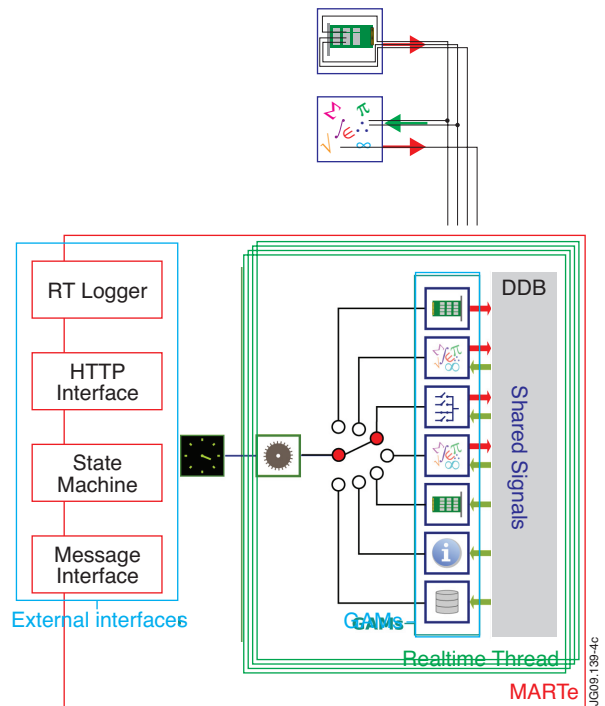 RT Logger
HTTP
Interface
State
Machine
Message
Interface
External interfaces
DDB
Shared Signals
GAMs
GAMs
Realtime Thread
MARTe
JG09.139-4c